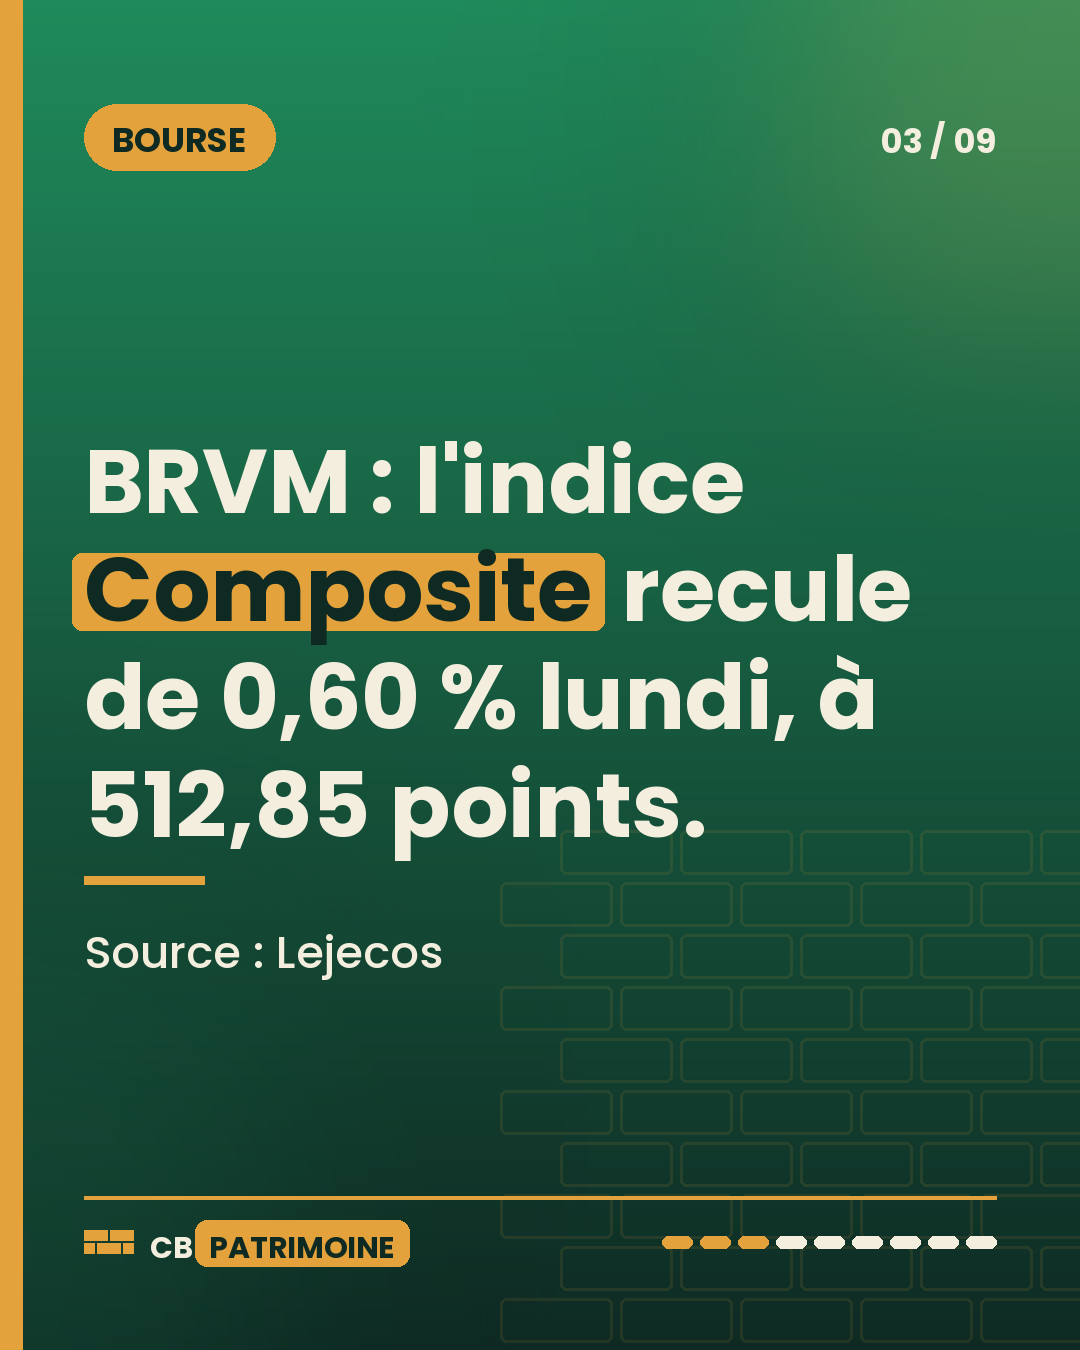 BOURSE
03 / 09
BRVM : l'indice
Composite recule
de 0,60 % lundi, à
512,85 points.
Source : Lejecos
CB PATRIMOINE